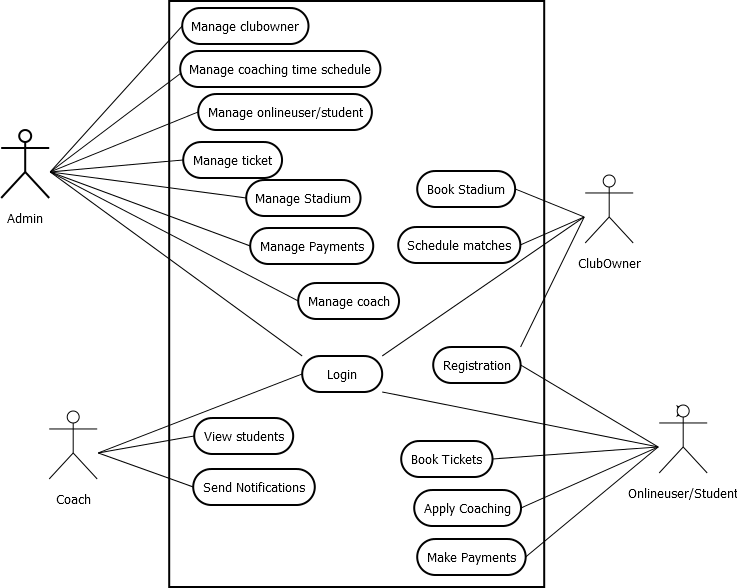 Manage clubowner
Manage coaching time schedule
Manage onlineuser/student
Manage ticket
Manage Stadium
Manage Payments
Manage coach
Admin
Book Stadium
Schedule matches
ClubOwner
Login
Registration
View students
Send Notifications
Coach
Book Tickets
Apply Coaching
Make Payments
Onlineuser/Student